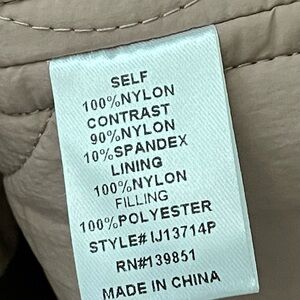 SELF
100%NYLON
CONTRAST
90%NYLON
10%SPANDEX
LINING
100%NYLON
FILLING
100%POLYESTER
STYLE# IJ13714P
RN#139851
MADE IN CHINA